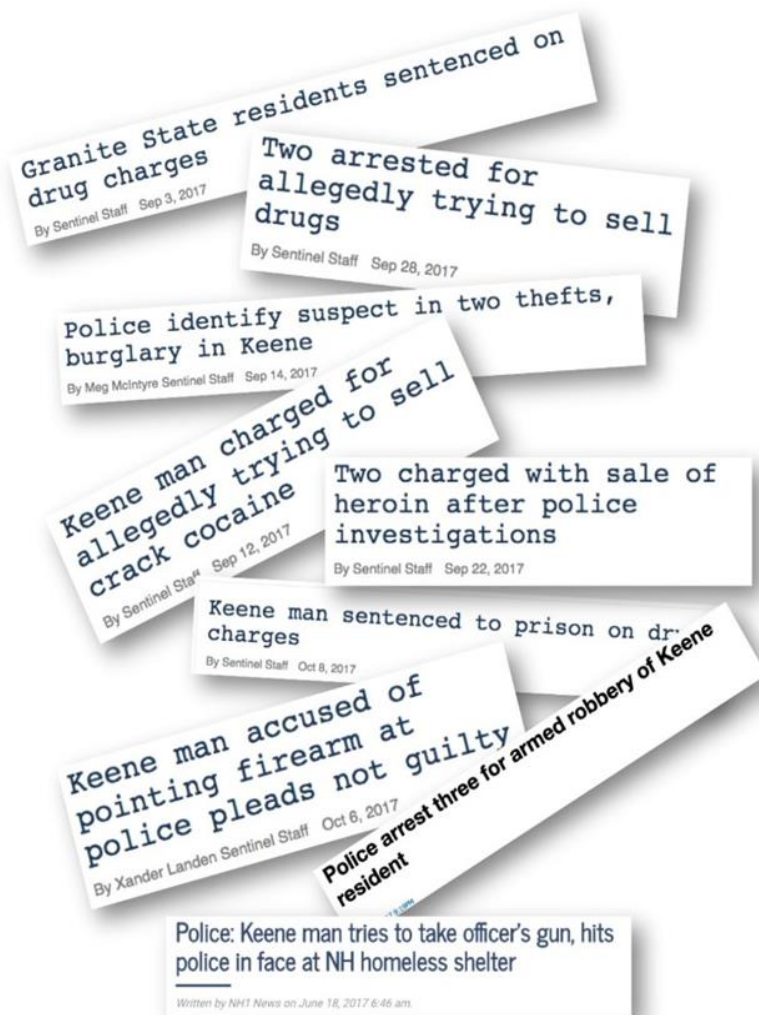 Granite State residents sentenced on
drug charges
By Sentinel Staff Sep 3, 2017
Two arrested for
allegedly trying to sell
drugs
By Sentinel Staff Sep 28, 2017
Police identify suspect in two thefts,
burglary in Keene
By Meg McIntyre Sentinel Staff Sep 14, 2017
Keene man charged for
allegedly trying to sell
crack cocaine
By Sentinel Staff Sep 12, 2017
Two charged with sale of
heroin after police
investigations
By Sentinel Staff Sep 22, 2017
Keene man sentenced to prison on
charges
By Sentinel Staff Oct 8, 2017
Keene man accused of
pointing firearm at
police pleads not guilty
By Xander Landen Sentinel Staff Oct 6, 2017
Police arrest three for armed robbery of Keene
resident
Police: Keene man tries to take officer's gun, hits
police in face at NH homeless shelter
Written by NH1 News on June 18, 2017 6:46 am.